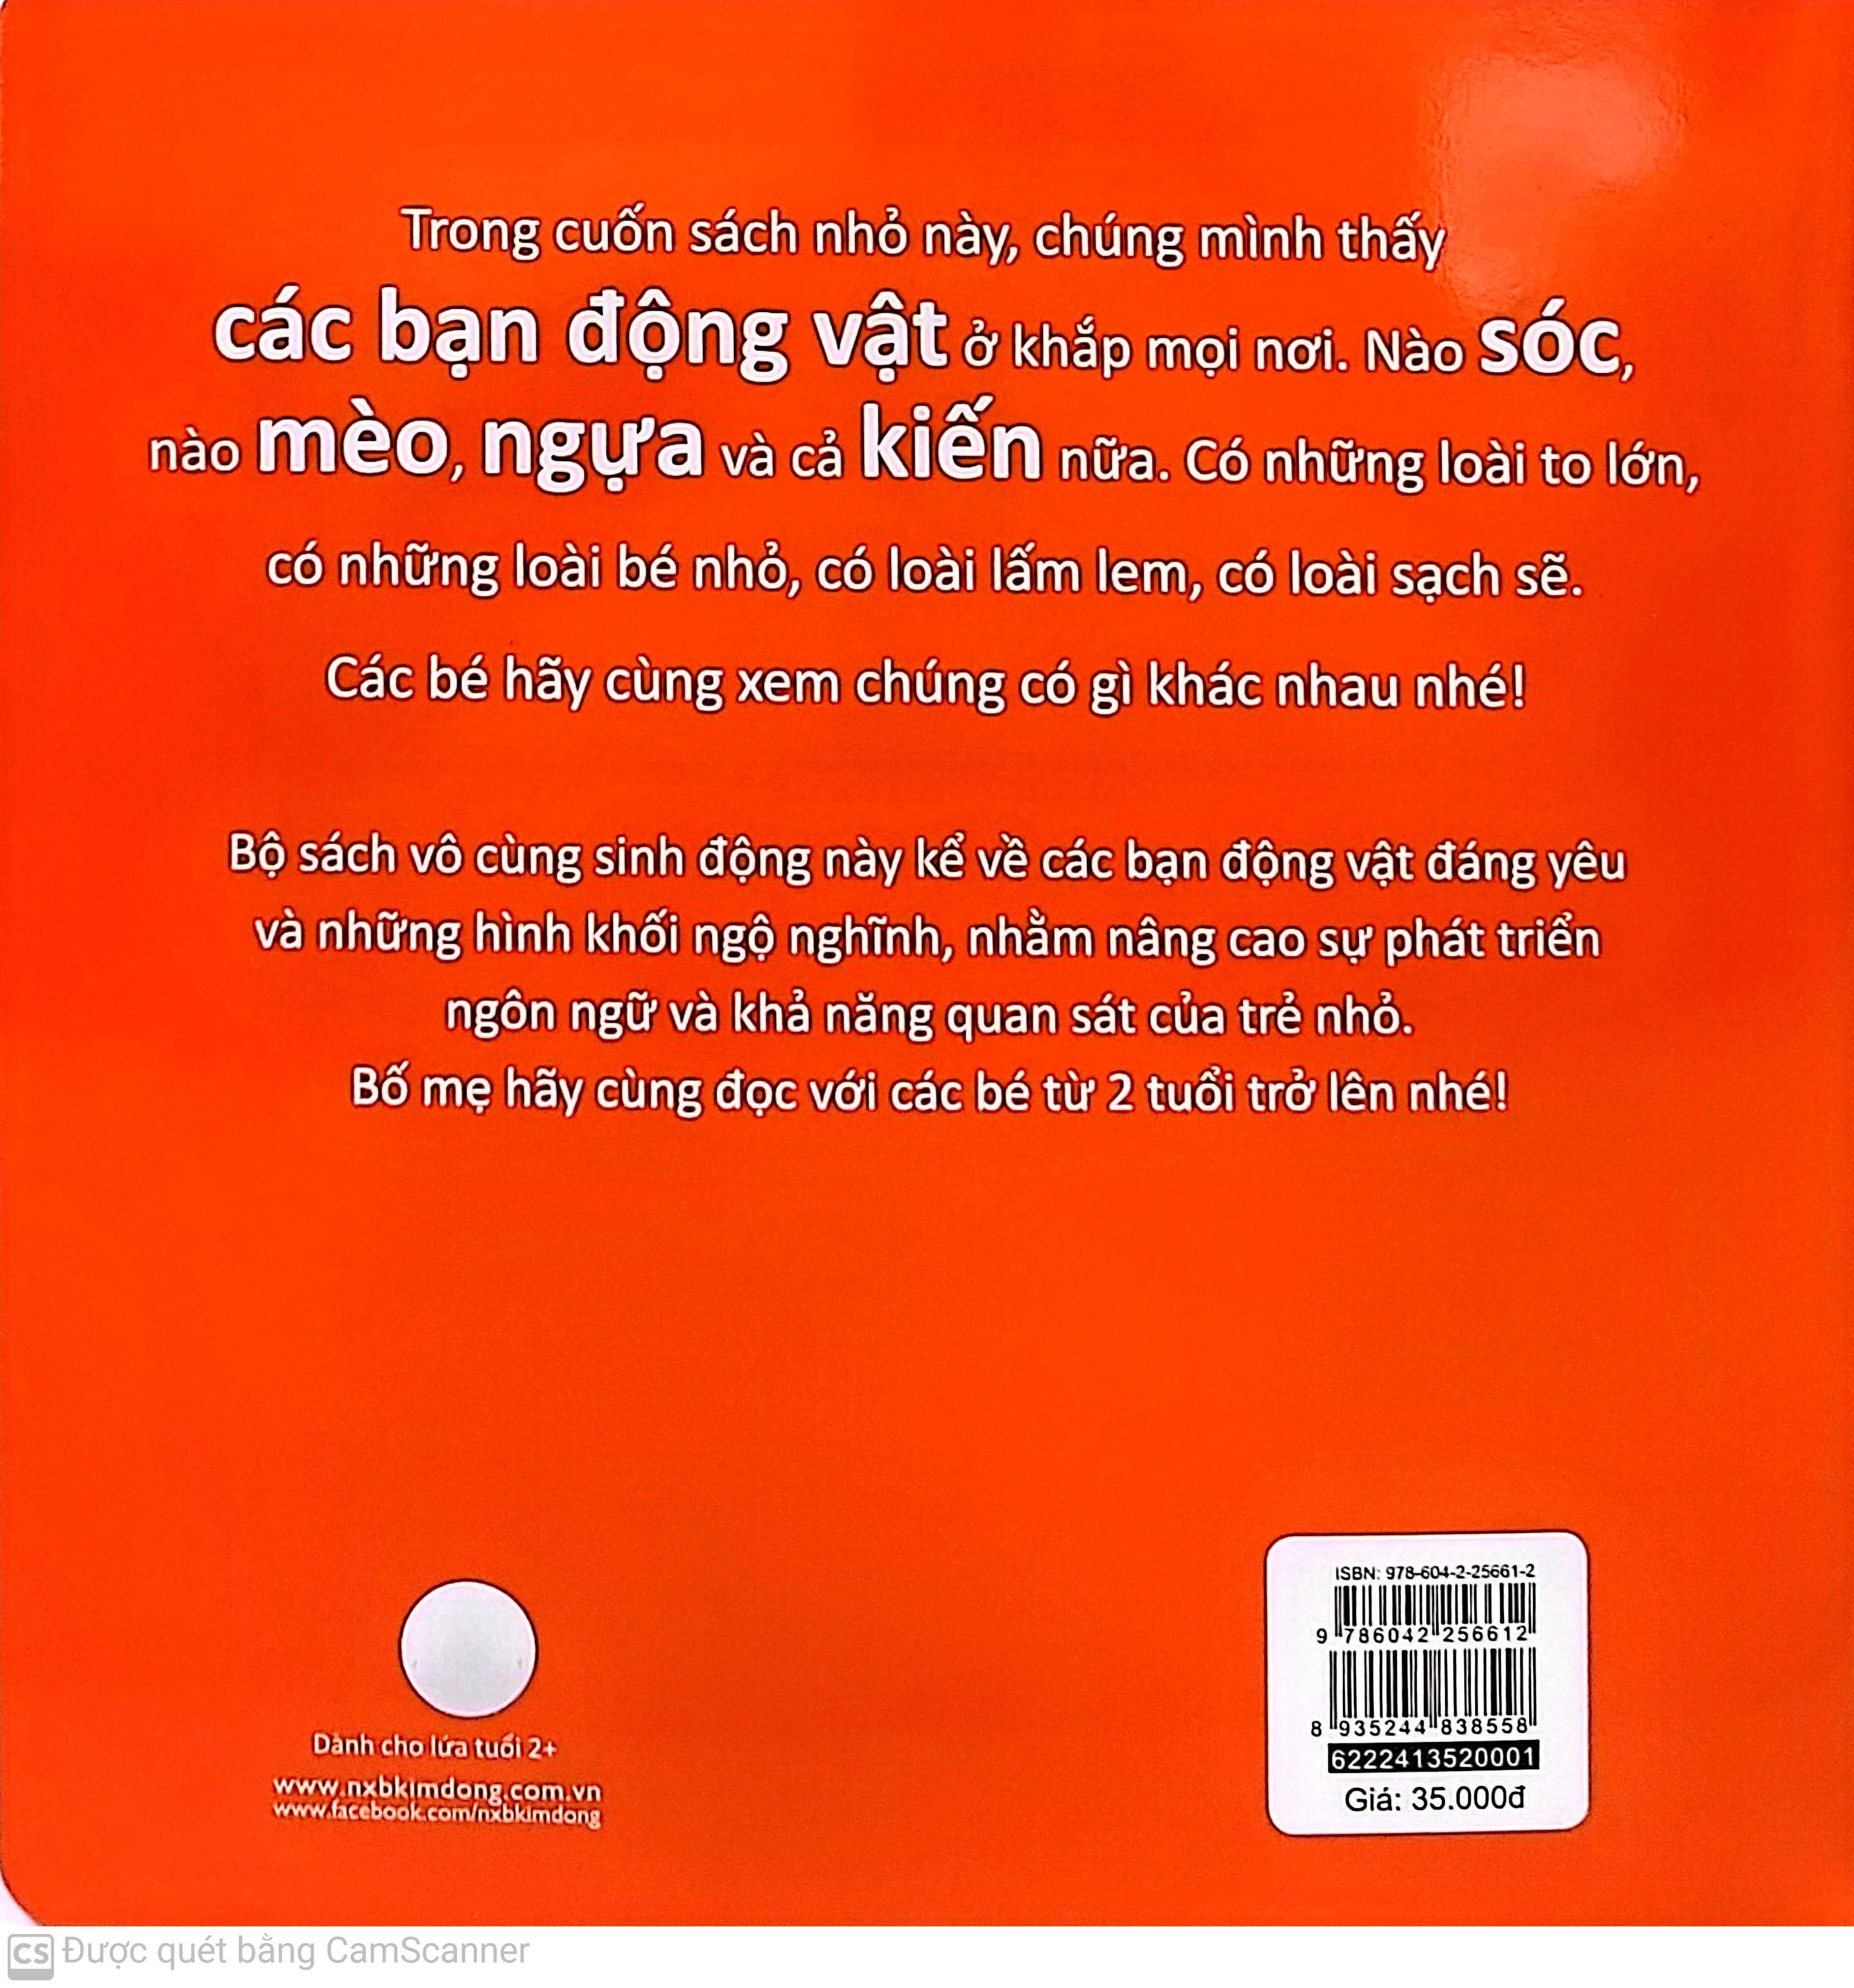 Trong cuốn sách nhỏ này, chúng mình thấy
các bạn động vật ở khắp mọi nơi. Nào sóc,
nào mèo, ngựa và cả kiến nữa. Có những loài to lớn,
có những loài bé nhỏ, có loài lấm lem, có loài sạch sẽ.
Các bé hãy cùng xem chúng có gì khác nhau nhé!
Bộ sách vô cùng sinh động này kể về các bạn động vật đáng yêu
và những hình khối ngộ nghĩnh, nhằm nâng cao sự phát triển
ngôn ngữ và khả năng quan sát của trẻ nhỏ.
Bố mẹ hãy cùng đọc với các bé từ 2 tuổi trở lên nhé!
Dành cho lứa tuổi 2+
www.nxbkimdong.com.vn
www.facebook.com/nxbkimdong
ISBN: 978-604-2-25661-2
9 786042 256612
8 935244 838558
6222413520001
Giá: 35.000đ
CS Được quét bằng CamScanner